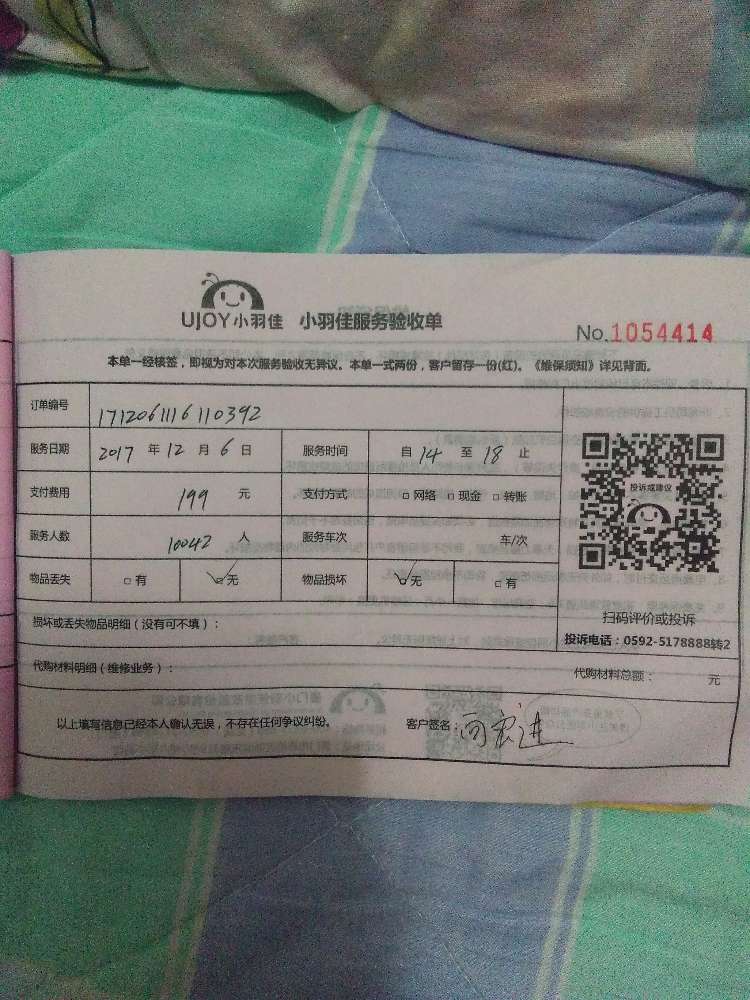 UJOY小羽佳 小羽佳服务验收单
No.1054414
本单一经核签，即视为对本次服务验收无异议。本单一式两份，客户留存一份(红)。《维保须知》详见背面。
订单编号 1712061116110392
服务日期 2017 年 12 月 6 日 服务时间 自 14 至 18 止
支付费用 199 元 支付方式 □ 网络 □ 现金 □ 转账
投诉或建议
服务人数 10042 人 服务车次 车/次
物品丢失 □ 有 ☑ 无 物品损坏 ☑ 无 □ 有
扫码评价或投诉
损坏或丢失物品明细（没有可不填）：
投诉电话：0592-5178888转2
代购材料明细（维修业务）： 代购材料总额： 元
以上填写信息已经本人确认无误，不存在任何争议纠纷。 客户签名：